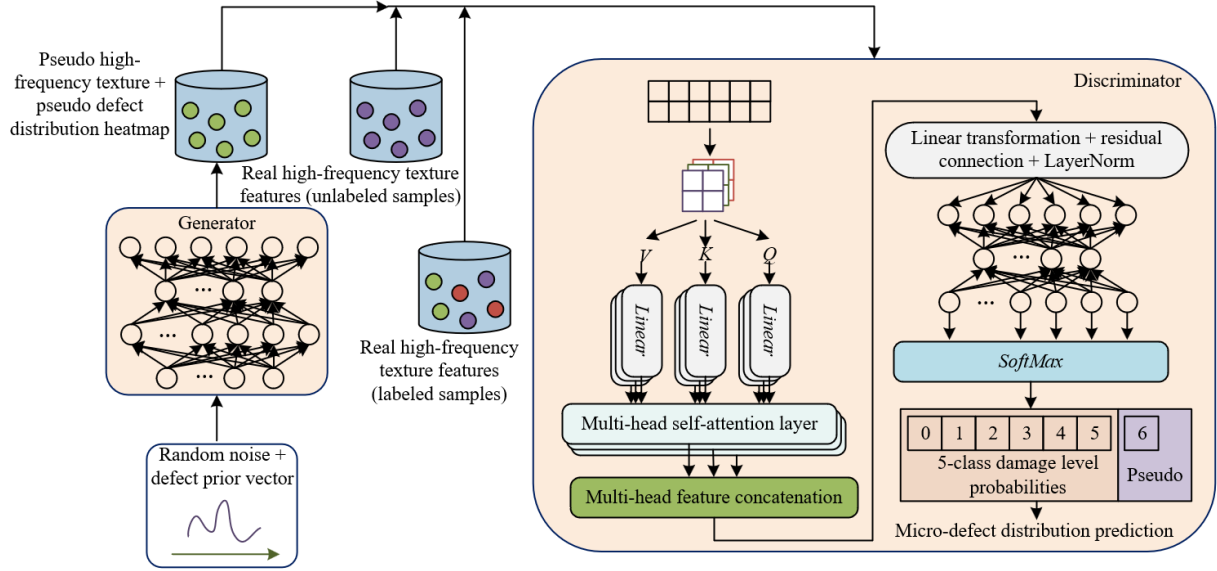 Pseudo high-
frequency texture +
pseudo defect
distribution heatmap
Real high-frequency texture
features (unlabeled samples)
Generator
...
...
...
Real high-frequency
texture features
(labeled samples)
Random noise +
defect prior vector
Discriminator
V K Q
Linear Linear Linear
Multi-head self-attention layer
Multi-head feature concatenation
Linear transformation + residual
connection + LayerNorm
...
...
SoftMax
0 1 2 3 4 5 6
5-class damage level
probabilities
Pseudo
Micro-defect distribution prediction